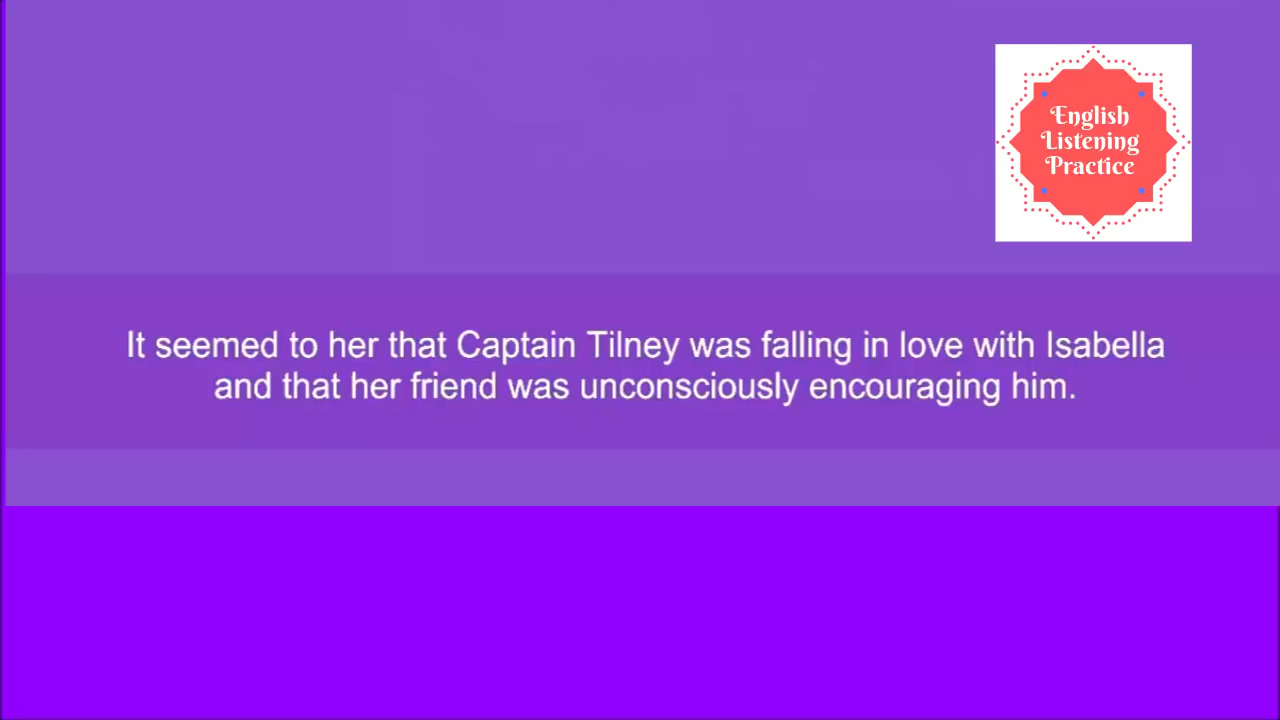 English
Listening
Practice
It seemed to her that Captain Tilney was falling in love with Isabella
and that her friend was unconsciously encouraging him.